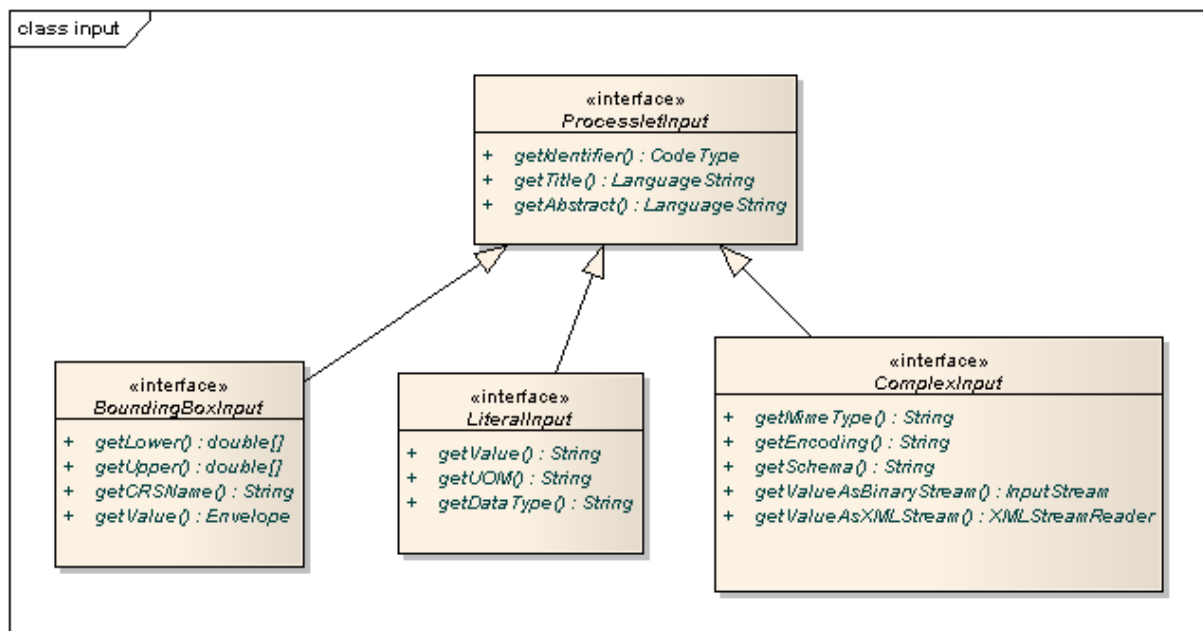 class input
«interface»
ProcessletInput
+ getIdentifier() : CodeType
+ getTitle() : LanguageString
+ getAbstract() : LanguageString
«interface»
BoundingBoxInput
+ getLower() : double[]
+ getUpper() : double[]
+ getCRSName() : String
+ getValue() : Envelope
«interface»
LiteralInput
+ getValue() : String
+ getUOM() : String
+ getDataType() : String
«interface»
ComplexInput
+ getMimeType() : String
+ getEncoding() : String
+ getSchema() : String
+ getValueAsBinaryStream() : InputStream
+ getValueAsXMLStream() : XMLStreamReader